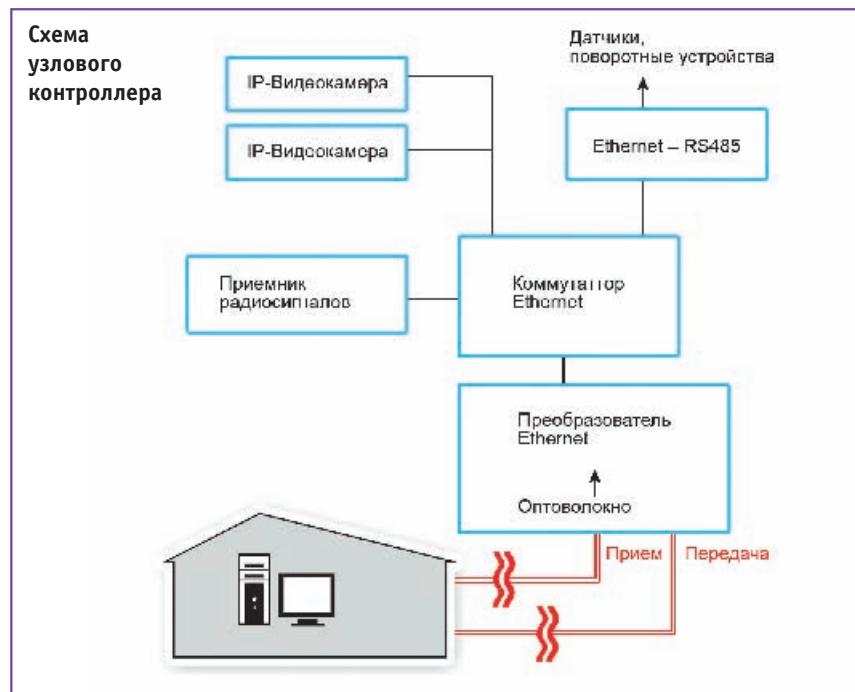 Схема
узлового
контроллера
IP-Видеокамера
IP-Видеокамера
Датчики,
поворотные устройства
Ethernet – RS485
Приемник
радиосигналов
Коммутаттор
Ethernet
Преобразователь
Ethernet
Оптоволокно
Прием
Передача